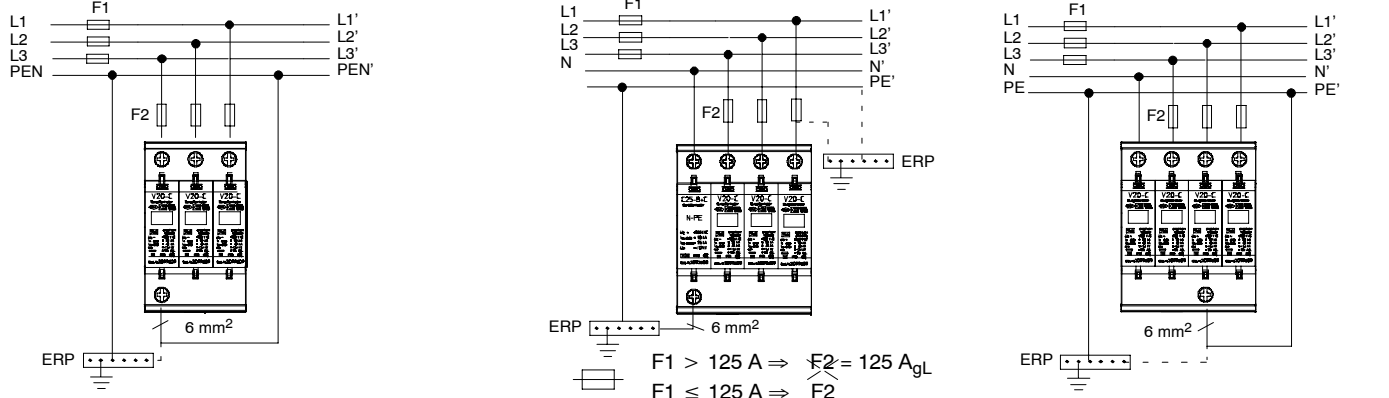 F1
L1 L1'
L2 L2'
L3 L3'
PEN PEN'
F2
V20-C V20-C V20-C
6 mm²
ERP
F1
L1 L1'
L2 L2'
L3 L3'
N N'
PE'
F2
ERP
C25-B+C V20-C V20-C V20-C
N-PE
ERP
6 mm²
F1 > 125 A ⇒ F2 = 125 AgL
F1 ≤ 125 A ⇒ F2
F1
L1 L1'
L2 L2'
L3 L3'
N N'
PE PE'
F2
V20-C V20-C V20-C V20-C
6 mm²
ERP